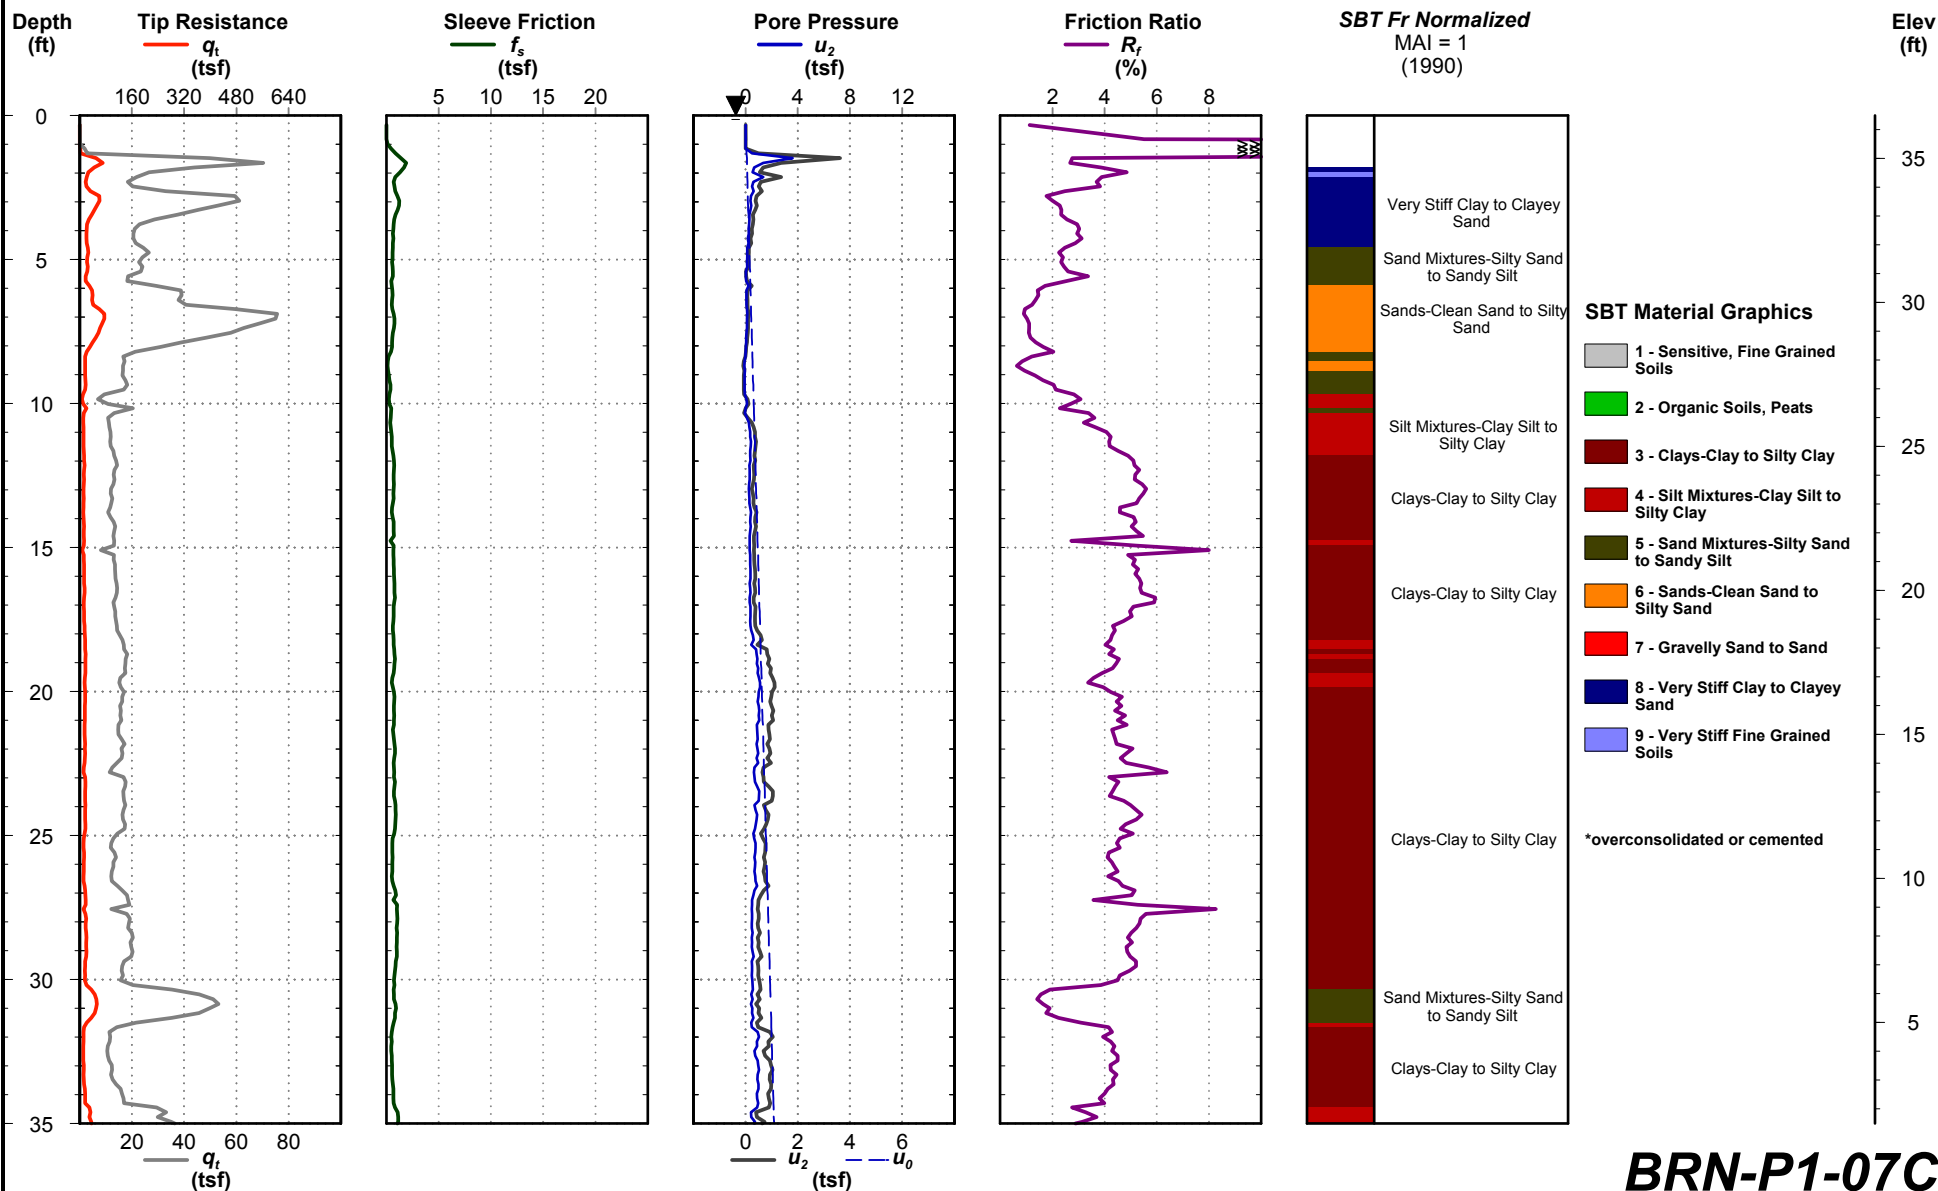 Depth
(ft)
Tip Resistance
qt
(tsf)
160 320 480 640
Sleeve Friction
fs
(tsf)
5 10 15 20
Pore Pressure
u2
(tsf)
0 4 8 12
Friction Ratio
Rf
(%)
2 4 6 8
SBT Fr Normalized
MAI = 1
(1990)
Elev
(ft)
0
5
10
15
20
25
30
35
Very Stiff Clay to Clayey
Sand
Sand Mixtures-Silty Sand
to Sandy Silt
Sands-Clean Sand to Silty
Sand
Silt Mixtures-Clay Silt to
Silty Clay
Clays-Clay to Silty Clay
Clays-Clay to Silty Clay
Clays-Clay to Silty Clay
Sand Mixtures-Silty Sand
to Sandy Silt
Clays-Clay to Silty Clay
SBT Material Graphics
1 - Sensitive, Fine Grained
Soils
2 - Organic Soils, Peats
3 - Clays-Clay to Silty Clay
4 - Silt Mixtures-Clay Silt to
Silty Clay
5 - Sand Mixtures-Silty Sand
to Sandy Silt
6 - Sands-Clean Sand to
Silty Sand
7 - Gravelly Sand to Sand
8 - Very Stiff Clay to Clayey
Sand
9 - Very Stiff Fine Grained
Soils
*overconsolidated or cemented
35
30
25
20
15
10
5
20 40 60 80
qt
(tsf)
0 2 4 6
u2 u0
(tsf)
BRN-P1-07C